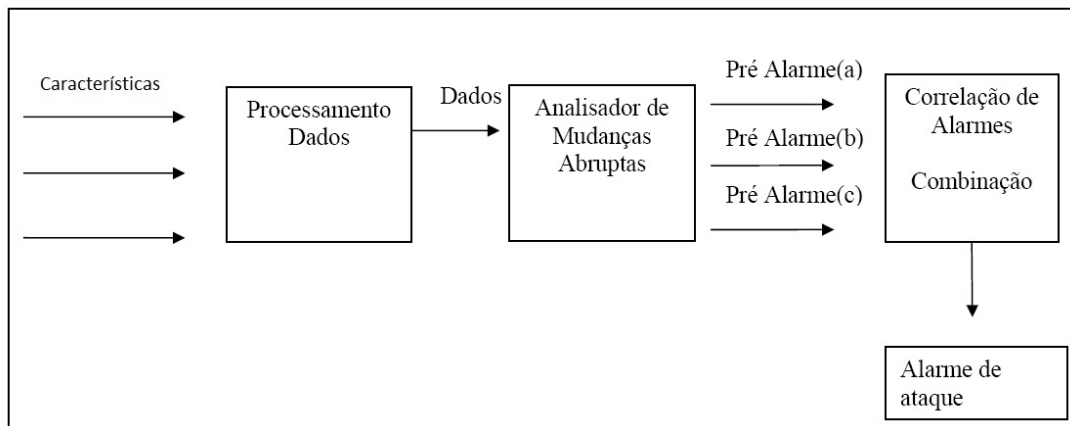 Característicás
Processamento
Dados
Dados
Analisador de
Mudanças
Abruptas
Pré Alarme(a)
Pré Alarme(b)
Pré Alarme(c)
Correlação de
Alarmes
Combinação
Alarme de
ataque